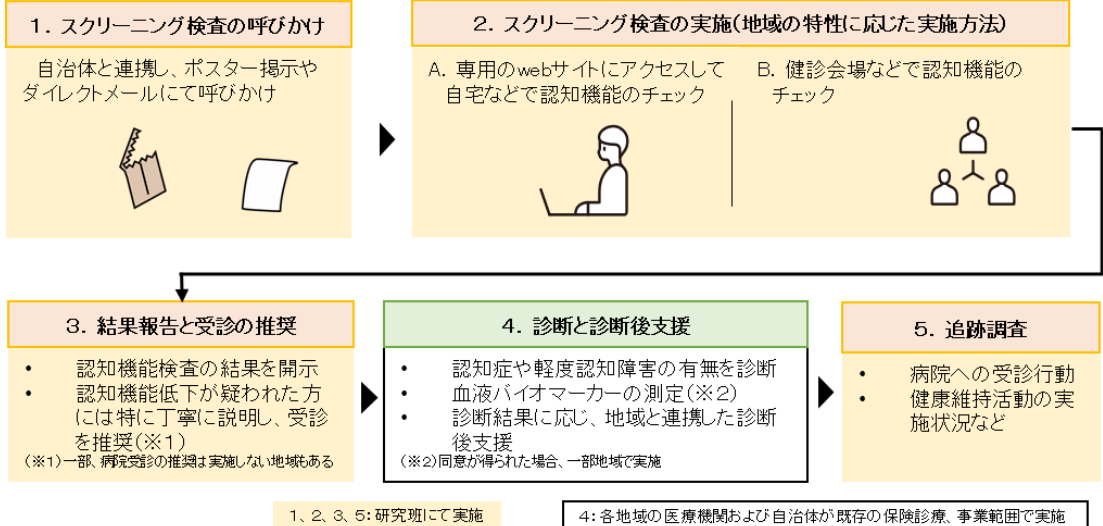 1. スクリーニング検査の呼びかけ
自治体と連携し、ポスター掲示や
ダイレクトメールにて呼びかけ
2. スクリーニング検査の実施(地域の特性に応じた実施方法)
A. 専用のwebサイトにアクセスして
自宅などで認知機能のチェック
B. 健診会場などで認知機能の
チェック
3. 結果報告と受診の推奨
• 認知機能検査の結果を開示
• 認知機能低下が疑われた方
には特に丁寧に説明し、受診
を推奨(※1)
(※1)一部、病院受診の推奨は実施しない地域もある
4. 診断と診断後支援
• 認知症や軽度認知障害の有無を診断
• 血液バイオマーカーの測定(※2)
• 診断結果に応じ、地域と連携した診断
後支援
(※2)同意が得られた場合、一部地域で実施
5. 追跡調査
• 病院への受診行動
• 健康維持活動の実
施状況など
1、2、3、5:研究班にて実施
4:各地域の医療機関および自治体が既存の保険診療、事業範囲で実施